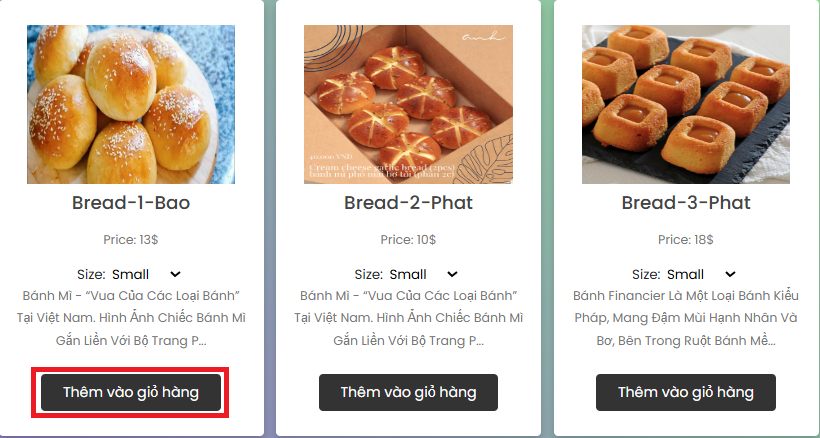 Bread-1-Bao
Price: 13$
Size: Small
Bánh Mì - “Vua Của Các Loại Bánh”
Tại Việt Nam. Hình Ảnh Chiếc Bánh Mì
Gắn Liền Với Bộ Trang P...
Thêm vào giỏ hàng
anh
40.000 VND
Cream cheese garlic bread (2pcs)
bánh mì phô mai bơ tỏi (phần 2c)
Bread-2-Phat
Price: 10$
Size: Small
Bánh Mì - “Vua Của Các Loại Bánh”
Tại Việt Nam. Hình Ảnh Chiếc Bánh Mì
Gắn Liền Với Bộ Trang P...
Thêm vào giỏ hàng
Bread-3-Phat
Price: 18$
Size: Small
Bánh Financier Là Một Loại Bánh Kiểu
Pháp, Mang Đậm Mùi Hạnh Nhân Và
Bơ, Bên Trong Ruột Bánh Mề...
Thêm vào giỏ hàng